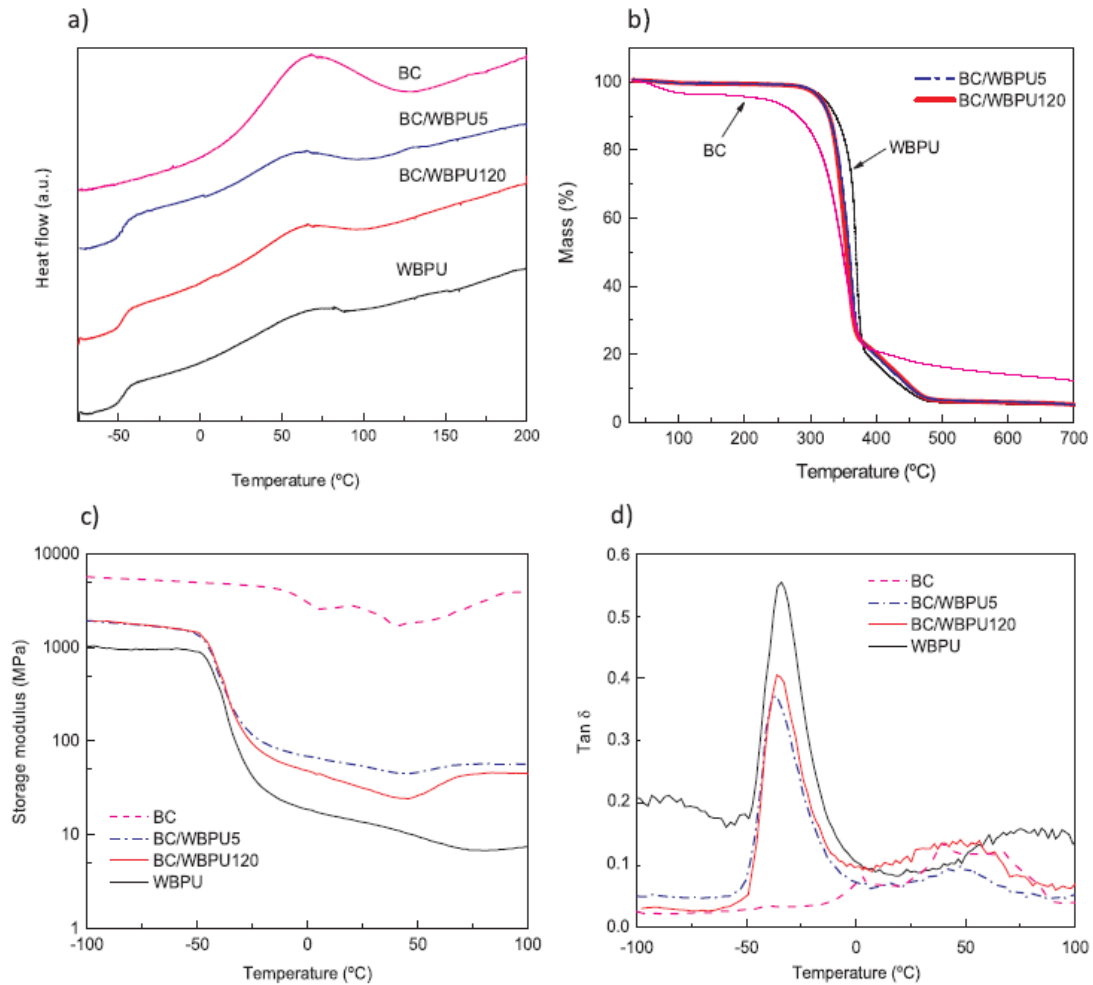 a)
BC
BC/WBPU5
BC/WBPU120
WBPU
Heat flow (a.u.)
-50 0 50 100 150 200
Temperature (ºC)
b)
BC/WBPU5
BC/WBPU120
BC
WBPU
Mass (%)
100
80
60
40
20
0
100 200 300 400 500 600 700
Temperature (ºC)
c)
Storage modulus (MPa)
10000
1000
100
10
1
BC
BC/WBPU5
BC/WBPU120
WBPU
-100 -50 0 50 100
Temperature (ºC)
d)
Tan δ
0.6
0.5
0.4
0.3
0.2
0.1
0.0
BC
BC/WBPU5
BC/WBPU120
WBPU
-100 -50 0 50 100
Temperature (ºC)